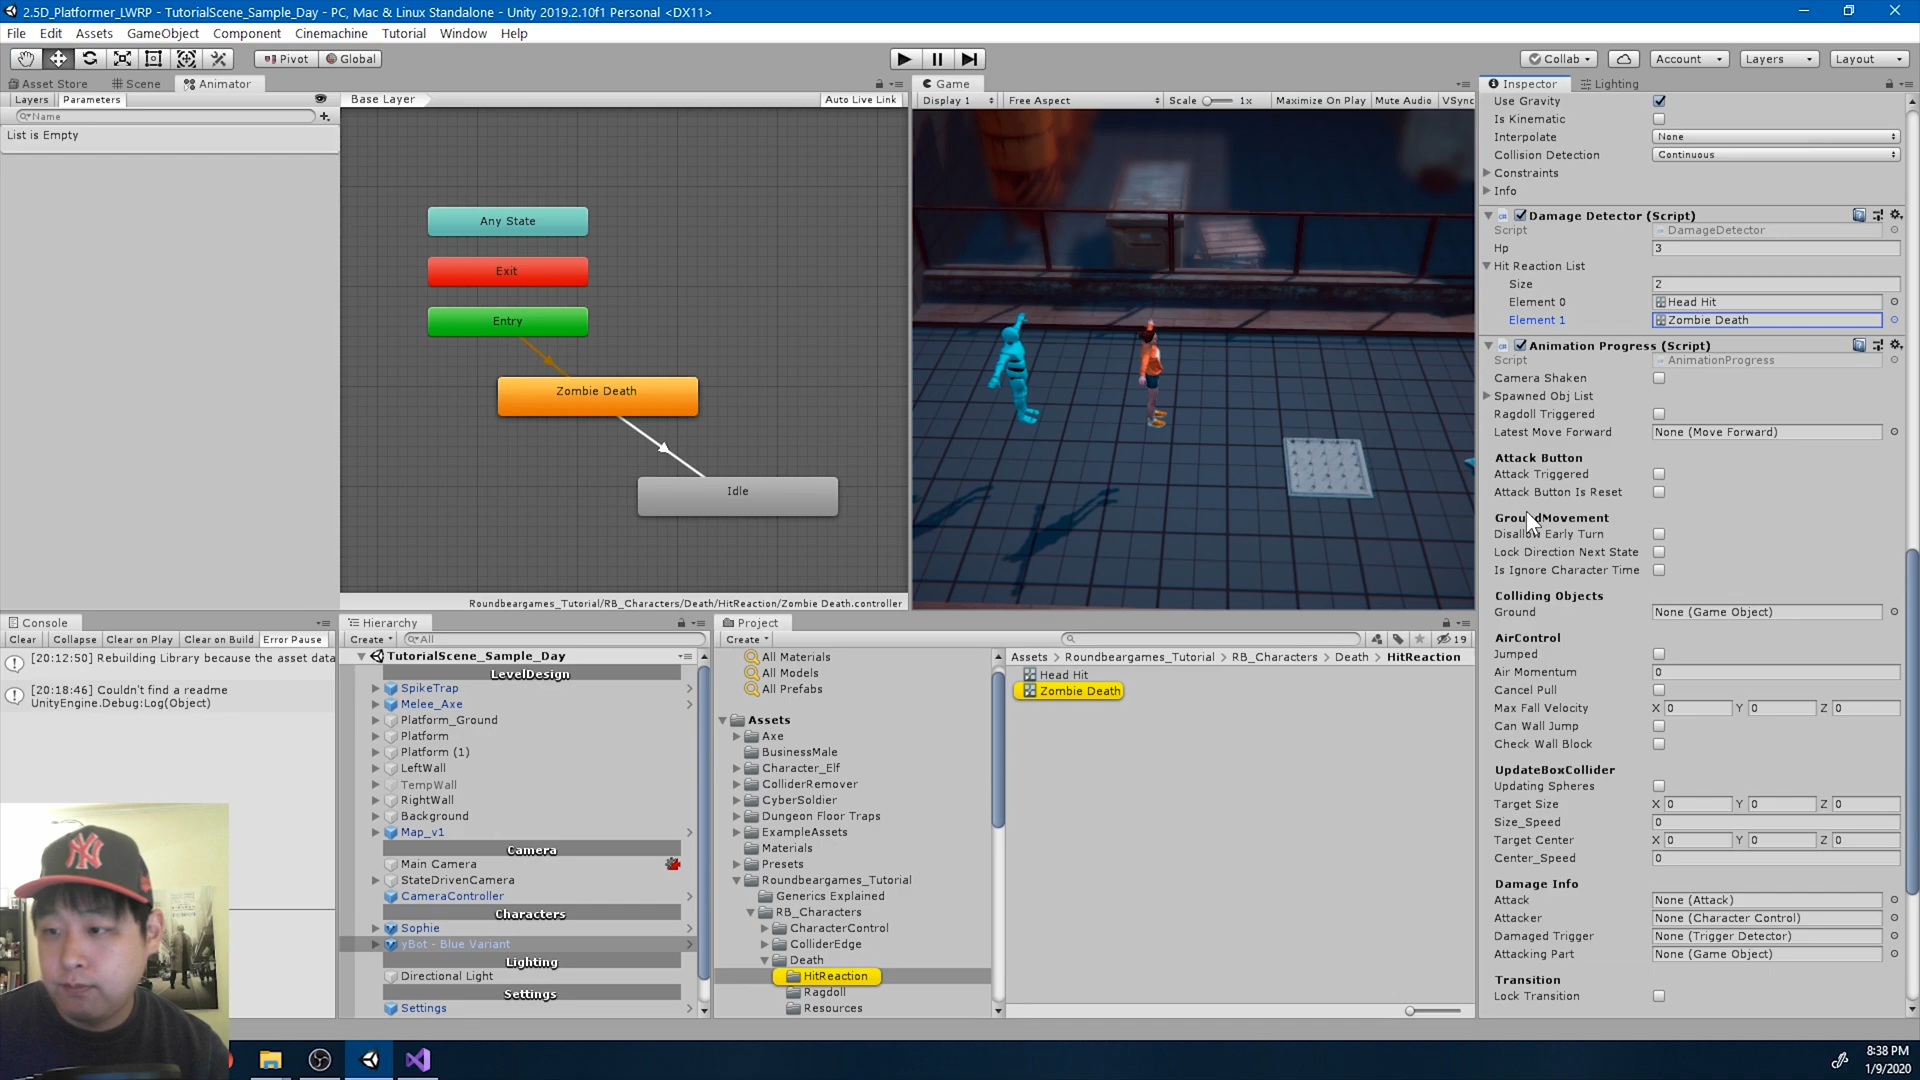 2.5D_Platformer_LWRP - TutorialScene_Sample_Day - PC, Mac & Linux Standalone - Unity 2019.2.10f1 Personal <DX11>
File Edit Assets GameObject Component Cinemachine Tutorial Window Help
Pivot Global Collab Account Layers Layout
Asset Store Scene Animator
Layers Parameters Base Layer Auto Live Link
Name
List is Empty
Any State
Exit
Entry
Zombie Death
Idle
Roundbeargames_Tutorial/RB_Characters/Death/HitReaction/Zombie Death.controller
Game
Display 1 Free Aspect Scale 1x Maximize On Play Mute Audio VSync
Inspector Lighting
Use Gravity
Is Kinematic
Interpolate None
Collision Detection Continuous
Constraints
Info
Damage Detector (Script)
Script DamageDetector
Hp 3
Hit Reaction List
Size 2
Element 0 Head Hit
Element 1 Zombie Death
Animation Progress (Script)
Script AnimationProgress
Camera Shaken
Spawned Obj List
Ragdoll Triggered
Latest Move Forward None (Move Forward)
Attack Button
Attack Triggered
Attack Button Is Reset
GroundMovement
Disallow Early Turn
Lock Direction Next State
Is Ignore Character Time
Colliding Objects
Ground None (Game Object)
AirControl
Jumped
Air Momentum 0
Cancel Pull
Max Fall Velocity X 0 Y 0 Z 0
Can Wall Jump
Check Wall Block
UpdateBoxCollider
Updating Spheres
Target Size X 0 Y 0 Z 0
Size_Speed 0
Target Center X 0 Y 0 Z 0
Center_Speed 0
Damage Info
Attack None (Attack)
Attacker None (Character Control)
Damaged Trigger None (Trigger Detector)
Attacking Part None (Game Object)
Transition
Lock Transition
Console
Clear Collapse Clear on Play Clear on Build Error Pause
[20:12:50] Rebuilding Library because the asset data
[20:18:46] Couldn't find a readme
UnityEngine.Debug:Log(Object)
Hierarchy
Create All
TutorialScene_Sample_Day
LevelDesign
SpikeTrap
Melee_Axe
Platform_Ground
Platform
Platform (1)
LeftWall
TempWall
RightWall
Background
Map_v1
Camera
Main Camera
StateDrivenCamera
CameraController
Characters
Sophie
yBot - Blue Variant
Lighting
Directional Light
Settings
Settings
Project
Create 19
All Materials
All Models
All Prefabs
Assets
Axe
BusinessMale
Character_Elf
ColliderRemover
CyberSoldier
Dungeon Floor Traps
ExampleAssets
Materials
Presets
Roundbeargames_Tutorial
Generics Explained
RB_Characters
CharacterControl
ColliderEdge
Death
HitReaction
Ragdoll
Resources
Assets > Roundbeargames_Tutorial > RB_Characters > Death > HitReaction
Head Hit
Zombie Death
8:38 PM
1/9/2020